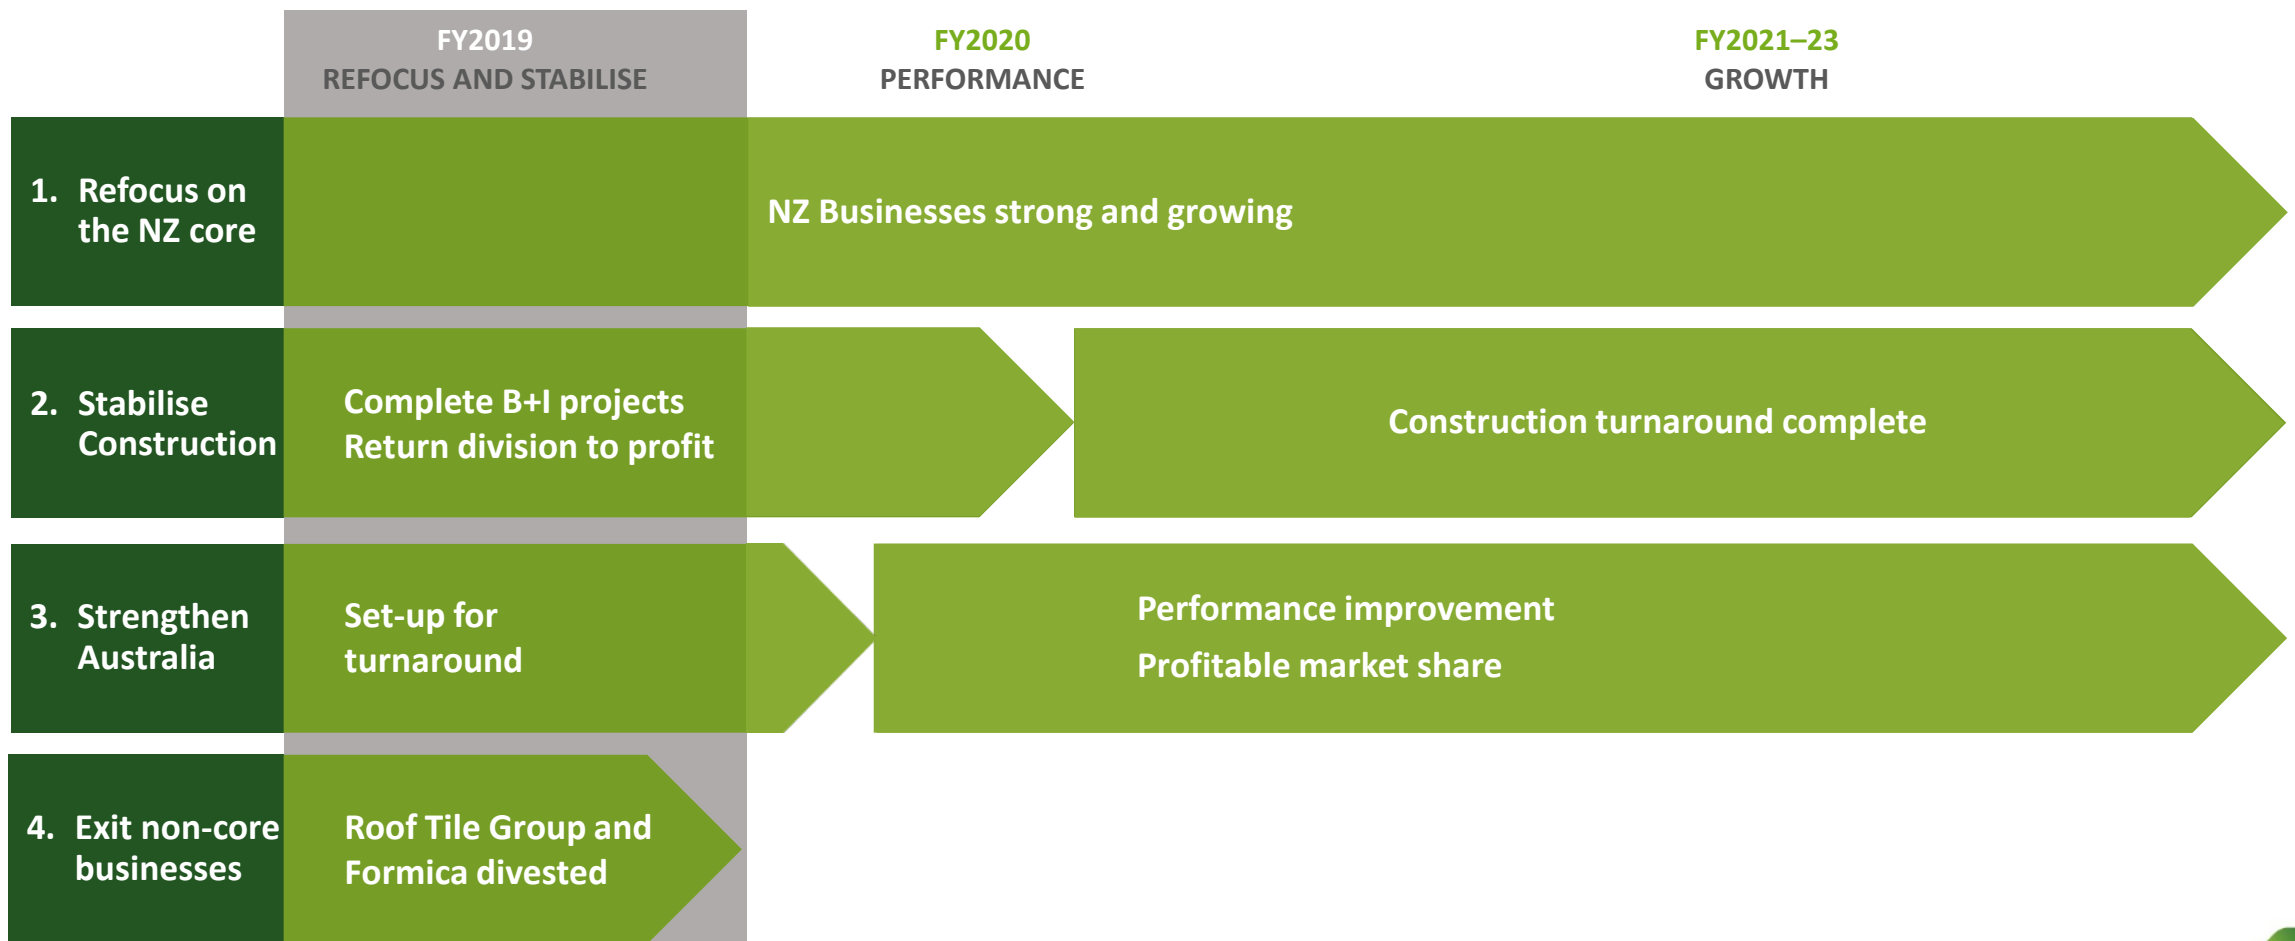 FY2019
REFOCUS AND STABILISE
FY2020
PERFORMANCE
FY2021–23
GROWTH
1. Refocus on
the NZ core
NZ Businesses strong and growing
2. Stabilise
Construction
Complete B+I projects
Return division to profit
Construction turnaround complete
3. Strengthen
Australia
Set-up for
turnaround
Performance improvement
Profitable market share
4. Exit non-core
businesses
Roof Tile Group and
Formica divested